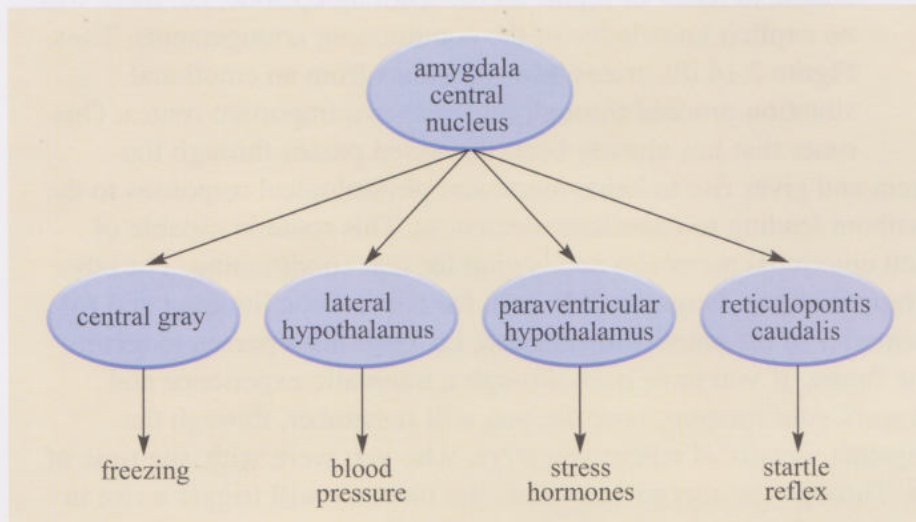 amygdala
central
nucleus
central gray
lateral
hypothalamus
paraventricular
hypothalamus
reticulopontis
caudalis
freezing
blood
pressure
stress
hormones
startle
reflex